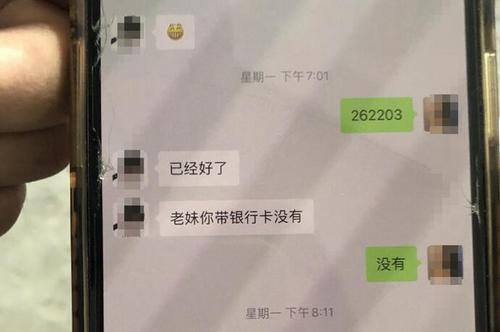 星期一 下午7:01
262203
已经好了
老妹你带银行卡没有
没有
星期一 下午8:11